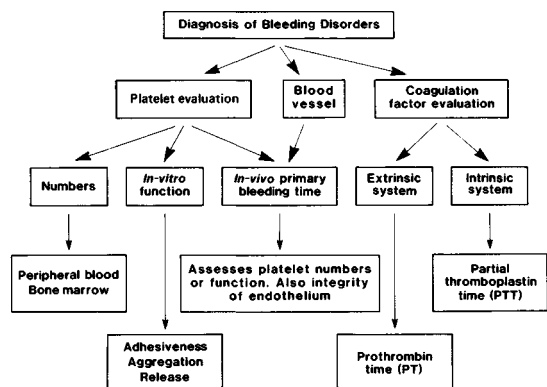 Diagnosis of Bleeding Disorders
Platelet evaluation
Blood
vessel
Coagulation
factor evaluation
Numbers
In-vitro
function
In-vivo primary
bleeding time
Extrinsic
system
Intrinsic
system
Peripheral blood
Bone marrow
Assesses platelet numbers
or function. Also integrity
of endothelium
Partial
thromboplastin
time (PTT)
Adhesiveness
Aggregation
Release
Prothrombin
time (PT)